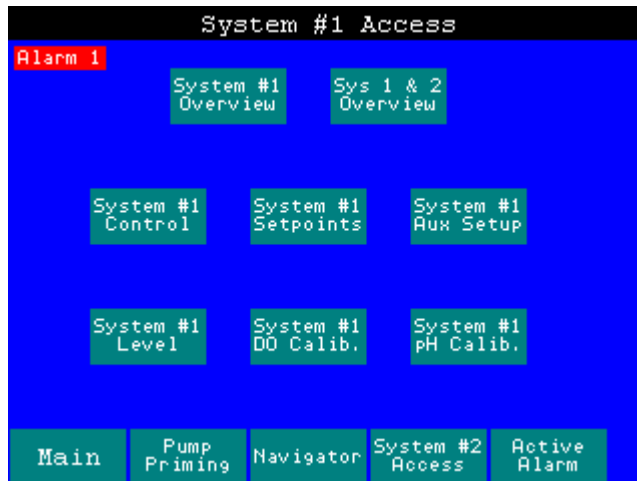 System #1 Access
Alarm 1
System #1
Overview
Sys 1 & 2
Overview
System #1
Control
System #1
Setpoints
System #1
Aux Setup
System #1
Level
System #1
DO Calib.
System #1
pH Calib.
Main
Pump
Priming
Navigator
System #2
Access
Active
Alarm